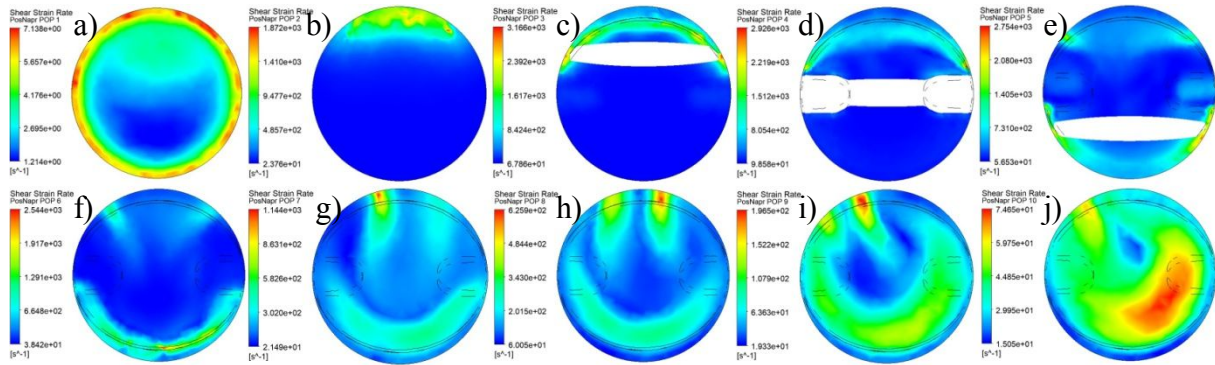 a)
Shear Strain Rate
PosNapr POP 1
7.138e+00
5.657e+00
4.176e+00
2.695e+00
1.214e+00
[s^-1]
b)
Shear Strain Rate
PosNapr POP 2
1.872e+03
1.410e+03
9.477e+02
4.857e+02
2.376e+01
[s^-1]
c)
Shear Strain Rate
PosNapr POP 3
3.166e+03
2.392e+03
1.617e+03
8.424e+02
6.786e+01
[s^-1]
d)
Shear Strain Rate
PosNapr POP 4
2.926e+03
2.219e+03
1.512e+03
8.054e+02
9.858e+01
[s^-1]
e)
Shear Strain Rate
PosNapr POP 5
2.754e+03
2.080e+03
1.405e+03
7.310e+02
5.653e+01
[s^-1]
f)
Shear Strain Rate
PosNapr POP 6
2.544e+03
1.917e+03
1.291e+03
6.648e+02
3.842e+01
[s^-1]
g)
Shear Strain Rate
PosNapr POP 7
1.144e+03
8.631e+02
5.826e+02
3.020e+02
2.149e+01
[s^-1]
h)
Shear Strain Rate
PosNapr POP 8
6.259e+02
4.844e+02
3.430e+02
2.015e+02
6.005e+01
[s^-1]
i)
Shear Strain Rate
PosNapr POP 9
1.965e+02
1.522e+02
1.079e+02
6.363e+01
1.933e+01
[s^-1]
j)
Shear Strain Rate
PosNapr POP 10
7.465e+01
5.975e+01
4.485e+01
2.995e+01
1.505e+01
[s^-1]